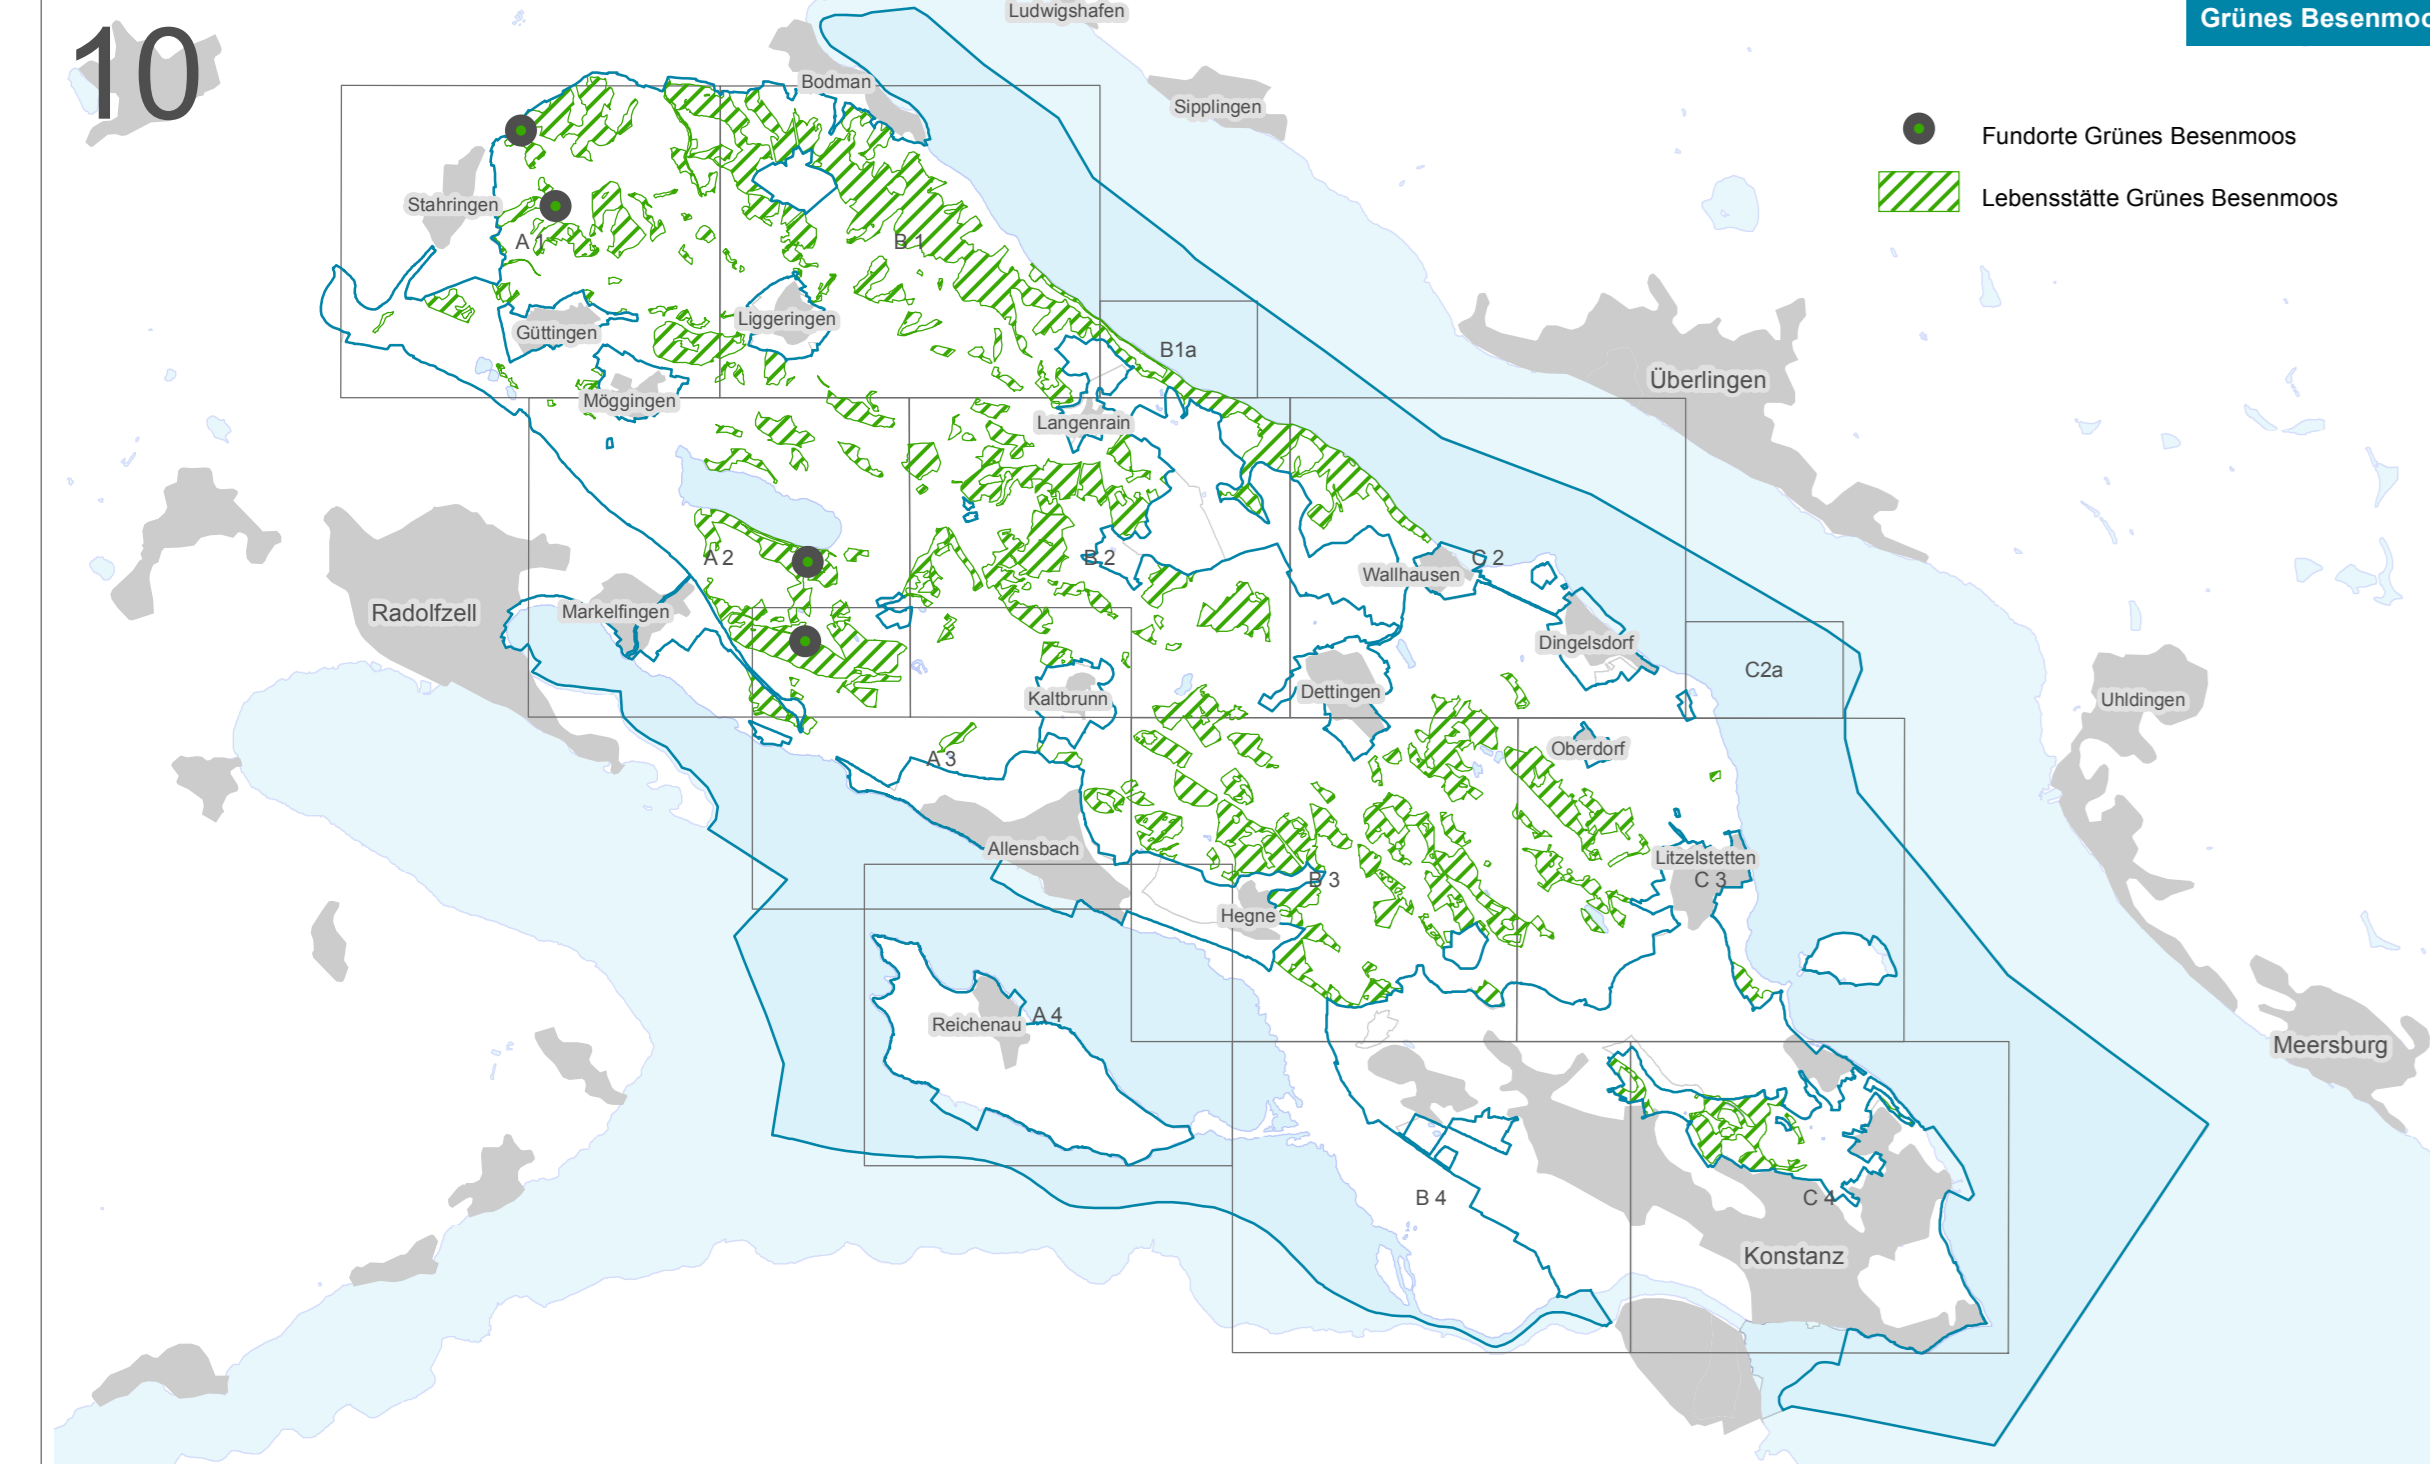 10
Grünes Besenmoo
Fundorte Grünes Besenmoos
Lebensstätte Grünes Besenmoos
Ludwigshafen
Bodman
Sipplingen
Stahringen
A 1
B 1
Güttingen
Liggeringen
B1a
Überlingen
Möggingen
Langenrain
A 2
B 2
C 2
Wallhausen
Radolfzell
Markelfingen
Dingelsdorf
C2a
Kaltbrunn
Dettingen
Uhldingen
Oberdorf
A 3
Allensbach
Litzelstetten
C 3
B 3
Hegne
Reichenau
A 4
Meersburg
B 4
C 4
Konstanz